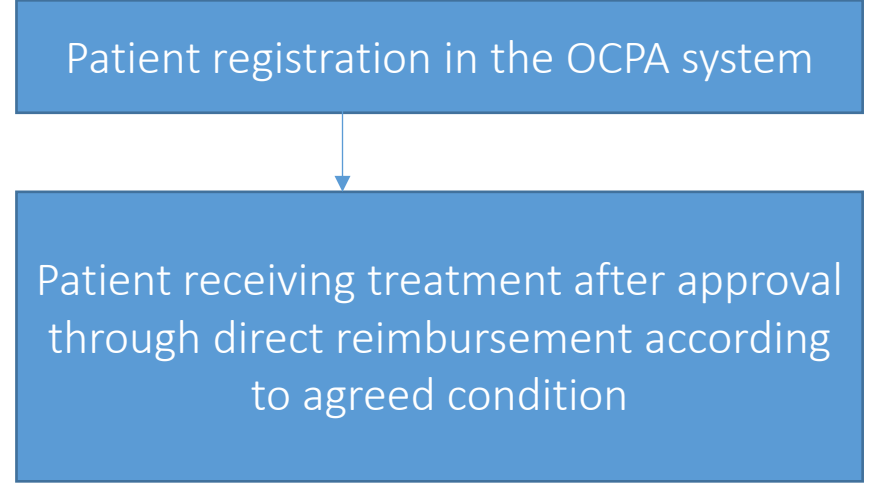 Patient registration in the OCPA system
Patient receiving treatment after approval
through direct reimbursement according
to agreed condition